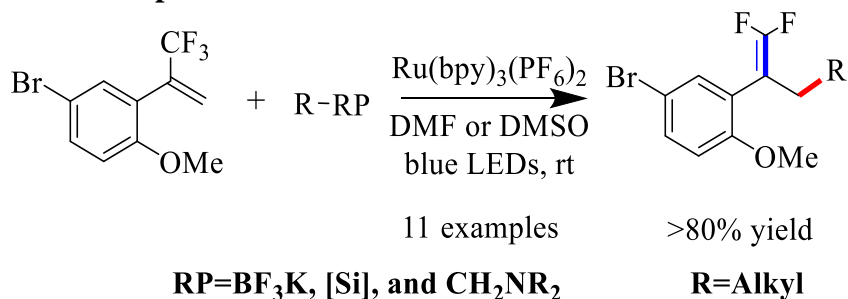 F F
CF3
R
Br
Br
+ R-RP
Ru(bpy)3(PF6)2
DMF or DMSO
OMe
OMe
blue LEDs, rt
11 examples
>80% yield
RP=BF3K, [Si], and CH2NR2
R=Alkyl